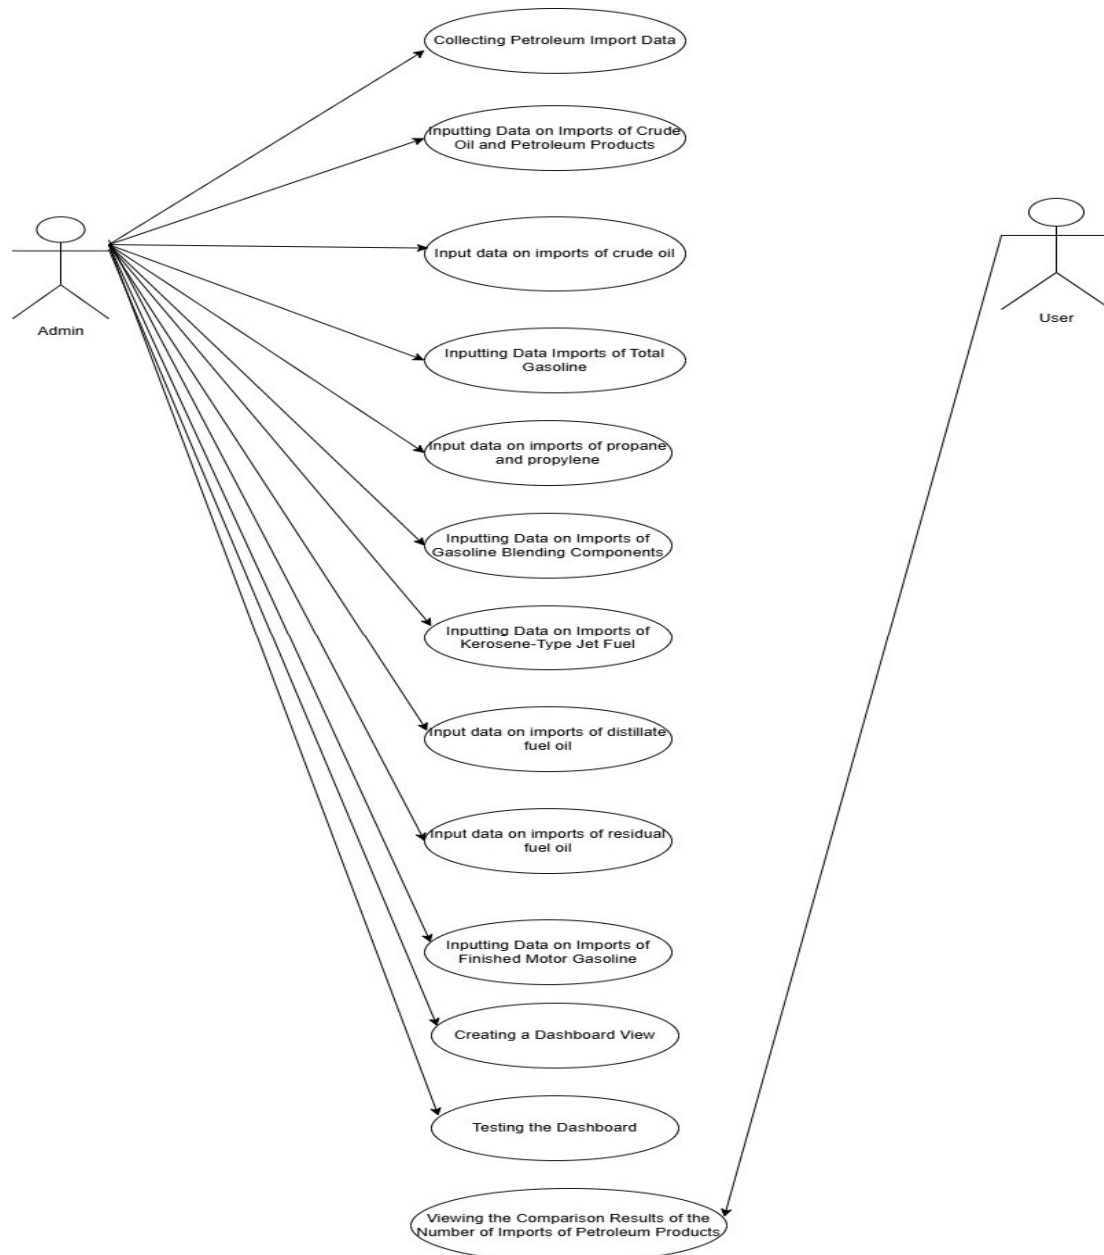 Collecting Petroleum Import Data
Inputting Data on Imports of Crude
Oil and Petroleum Products
Input data on imports of crude oil
Admin
User
Inputting Data Imports of Total
Gasoline
Input data on imports of propane
and propylene
Inputting Data on Imports of
Gasoline Blending Components
Inputting Data on Imports of
Kerosene-Type Jet Fuel
Input data on imports of distillate
fuel oil
Input data on imports of residual
fuel oil
Inputting Data on Imports of
Finished Motor Gasoline
Creating a Dashboard View
Testing the Dashboard
Viewing the Comparison Results of the
Number of Imports of Petroleum Products